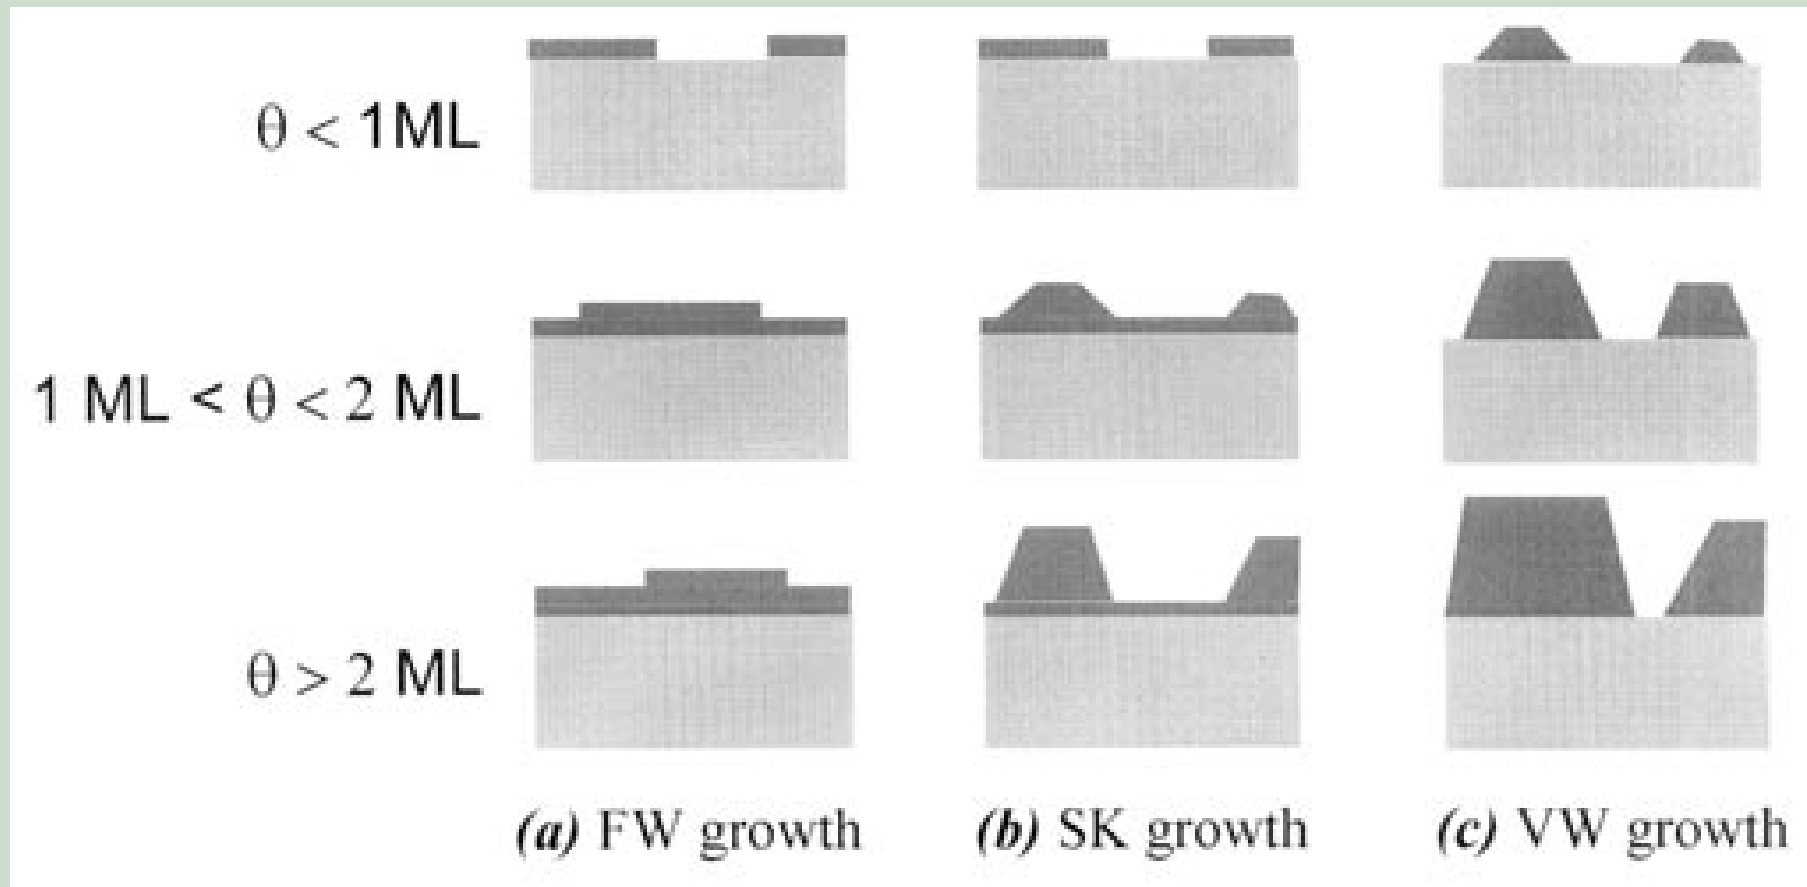 θ < 1ML
1 ML < θ < 2 ML
θ > 2 ML
(a) FW growth
(b) SK growth
(c) VW growth